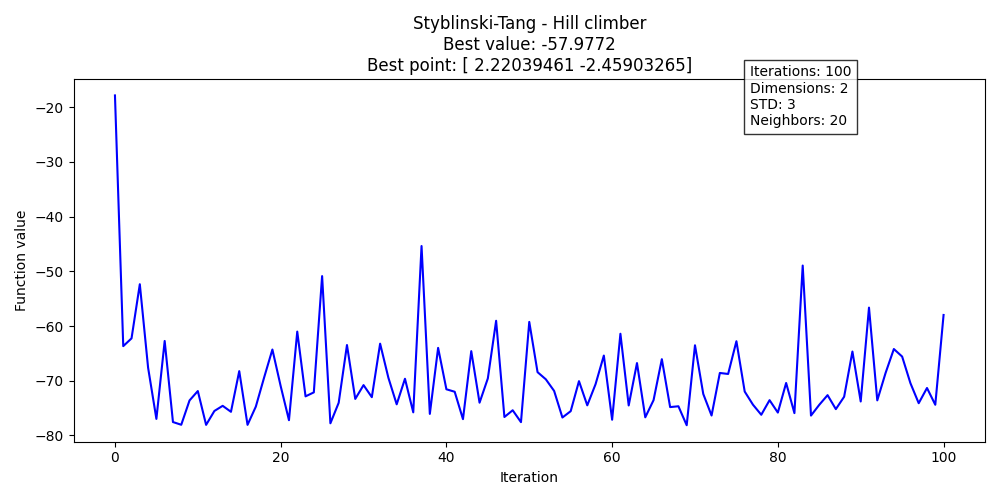 Styblinski-Tang - Hill climber
Best value: -57.9772
Best point: [ 2.22039461 -2.45903265]
Iterations: 100
Dimensions: 2
STD: 3
Neighbors: 20
Function value
−20
−30
−40
−50
−60
−70
−80
0
20
40
60
80
100
Iteration